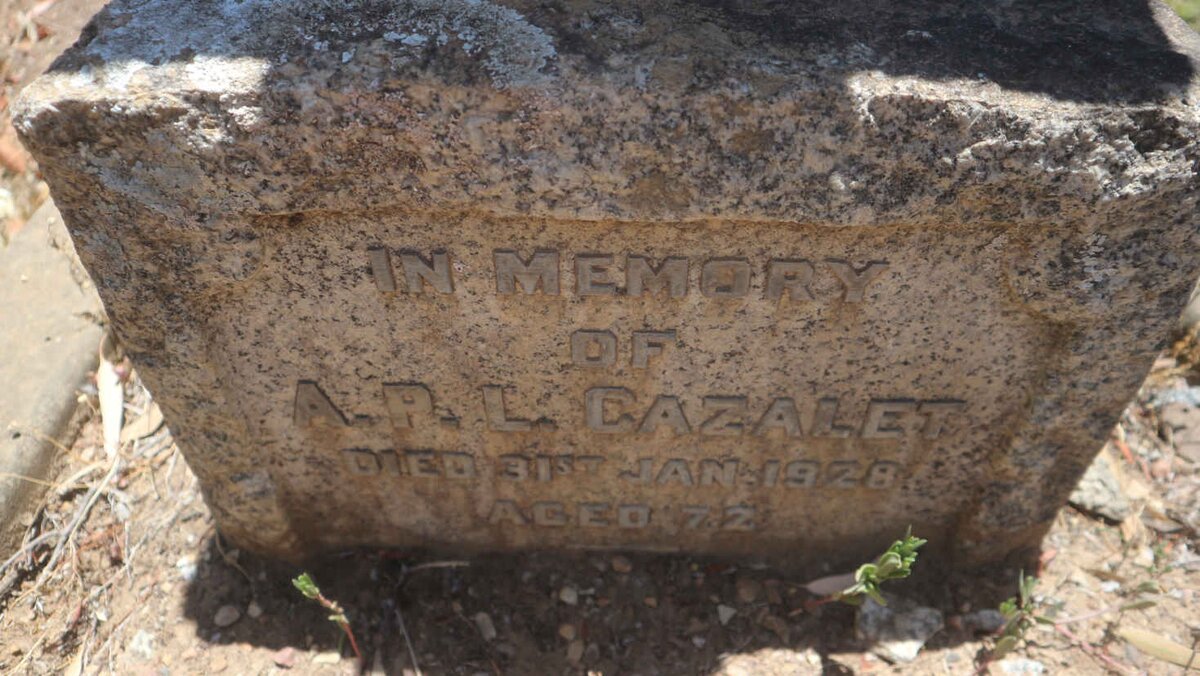 IN MEMORY
OF
A. P. L. CAZALET
DIED 31ST JAN. 1928
AGED 72